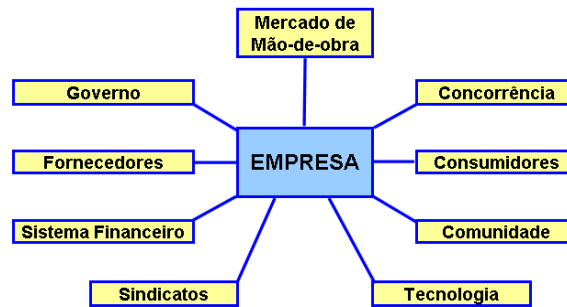 Mercado de
Mão-de-obra
Governo
Concorrência
Fornecedores
EMPRESA
Consumidores
Sistema Financeiro
Comunidade
Sindicatos
Tecnologia